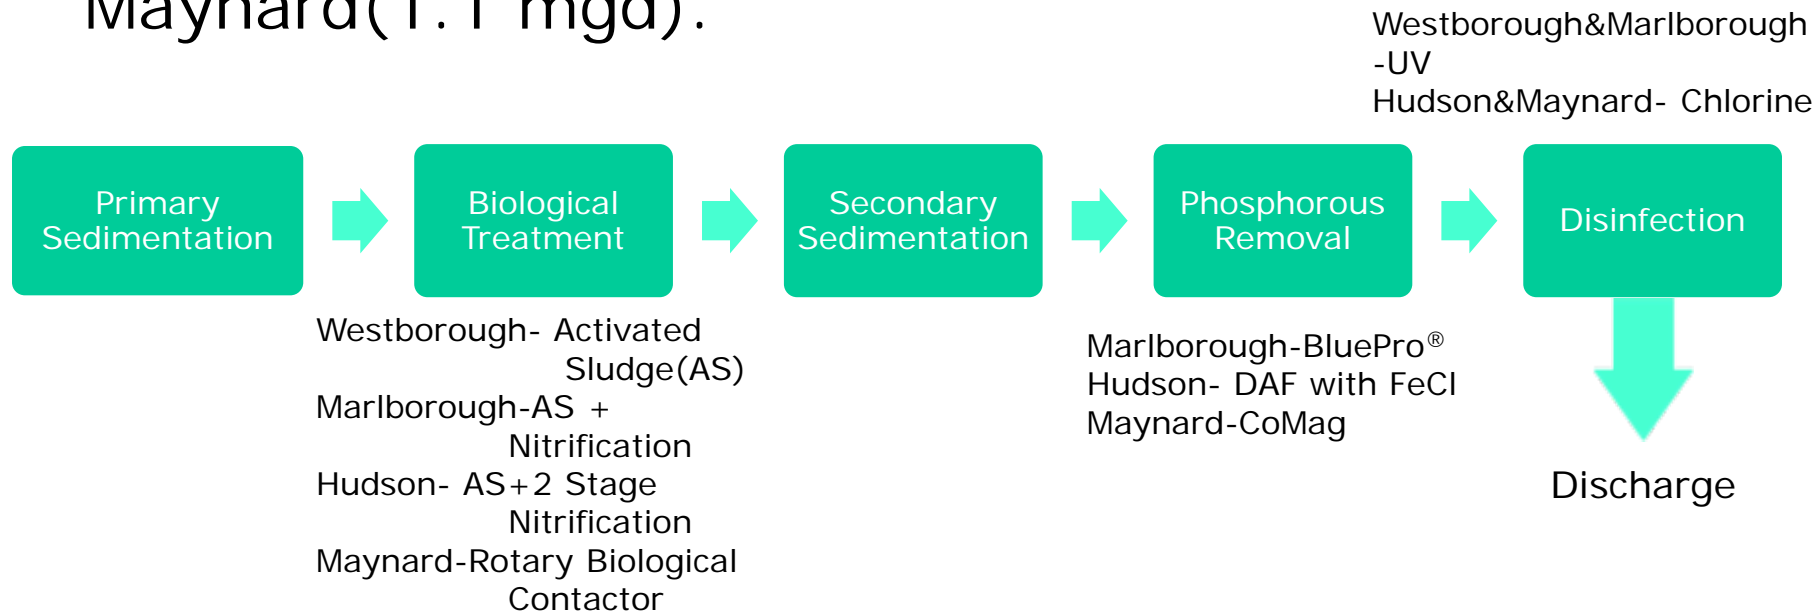 Maynard(1.1 mgd).
Westborough&Marlborough
-UV
Hudson&Maynard- Chlorine
Primary
Sedimentation
Biological
Treatment
Secondary
Sedimentation
Phosphorous
Removal
Disinfection
Westborough- Activated
Sludge(AS)
Marlborough-AS +
Nitrification
Hudson- AS+2 Stage
Nitrification
Maynard-Rotary Biological
Contactor
Marlborough-BluePro®
Hudson- DAF with FeCl
Maynard-CoMag
Discharge